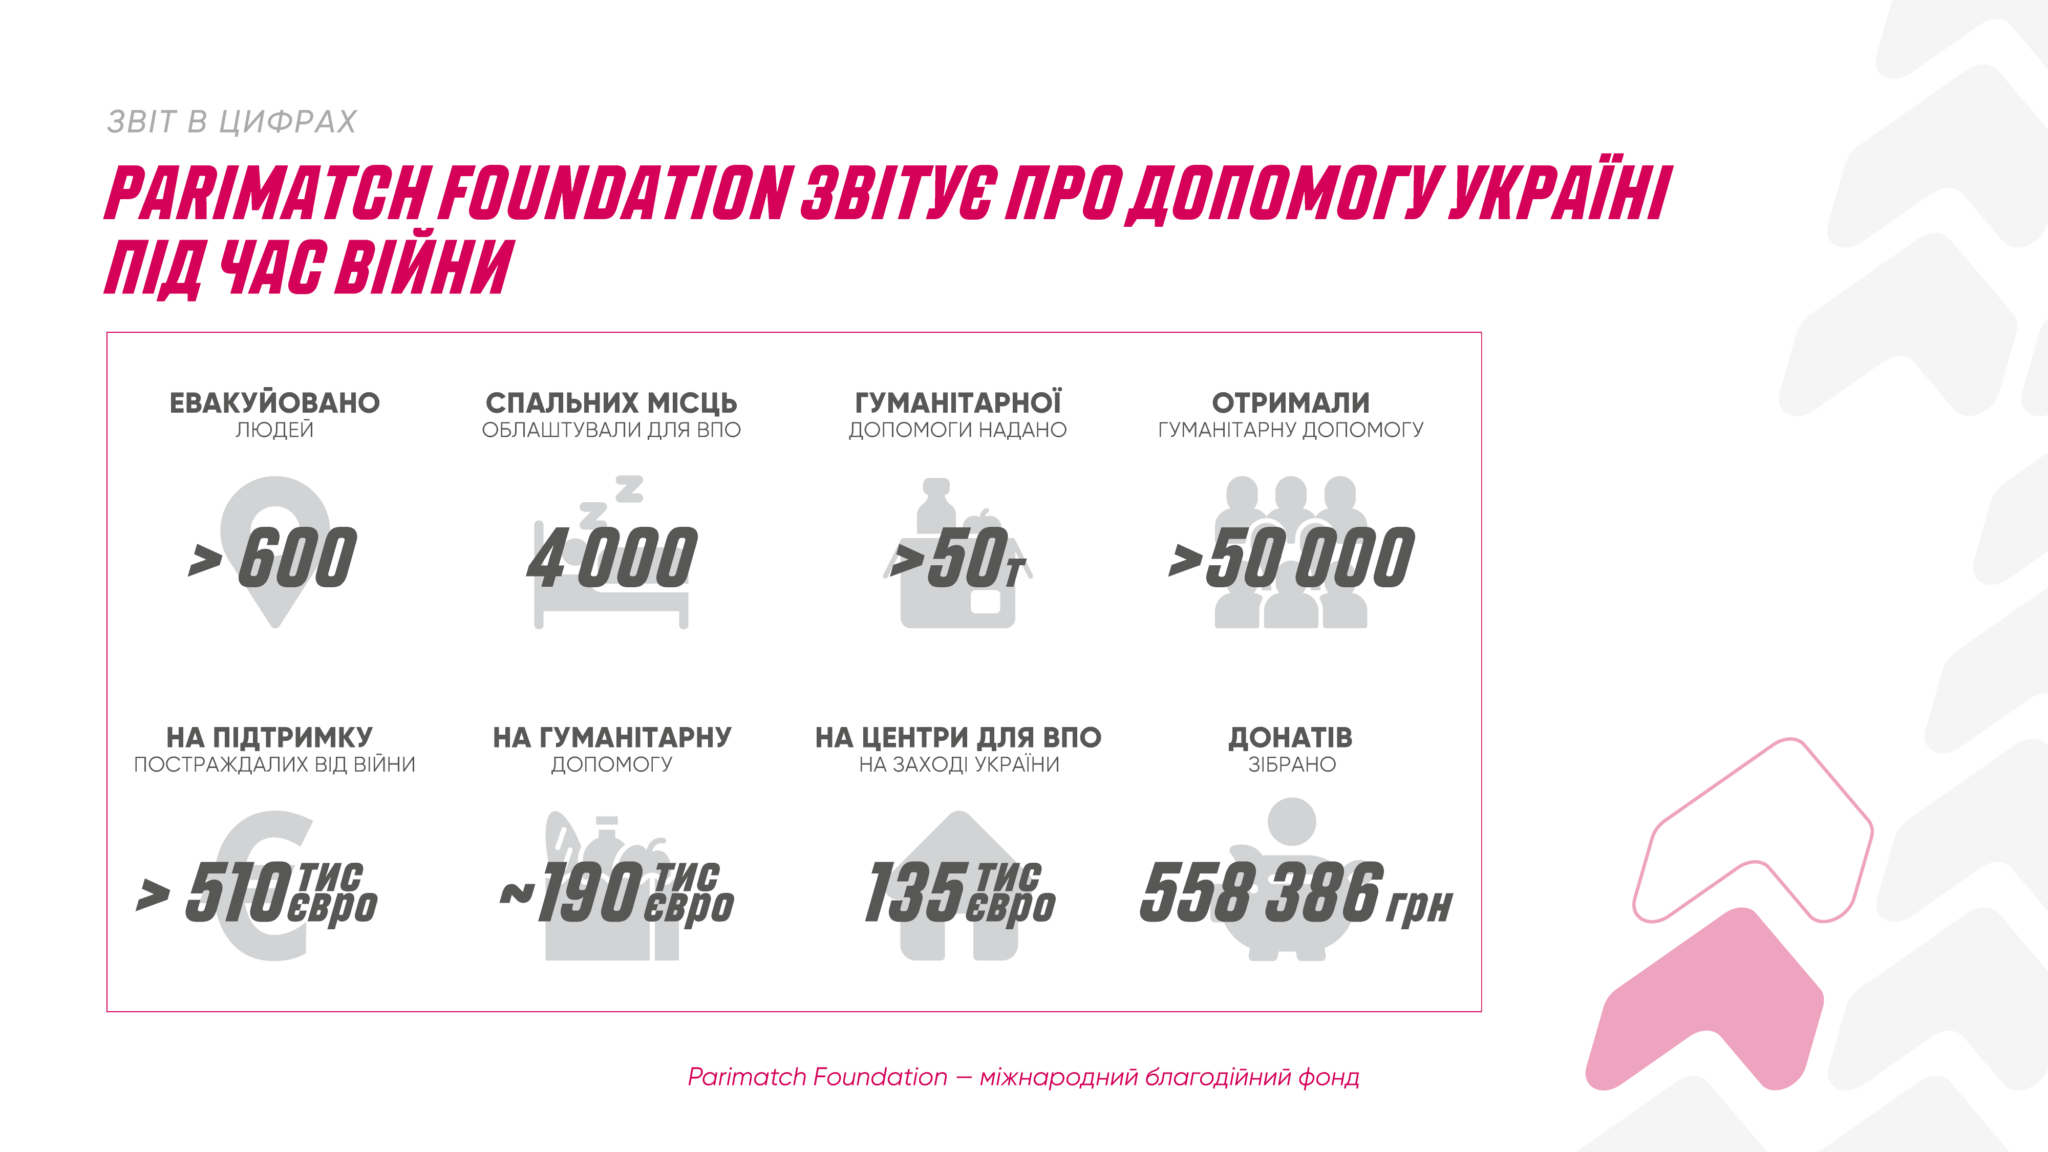 ЗВІТ В ЦИФРАХ
PARIMATCH FOUNDATION ЗВІТУЄ ПРО ДОПОМОГУ УКРАЇНІ
ПІД ЧАС ВІЙНИ
ЕВАКУЙОВАНО
ЛЮДЕЙ
> 600
СПАЛЬНИХ МІСЦЬ
ОБЛАШТУВАЛИ ДЛЯ ВПО
4 000
ГУМАНІТАРНОЇ
ДОПОМОГИ НАДАНО
>50т
ОТРИМАЛИ
ГУМАНІТАРНУ ДОПОМОГУ
>50 000
НА ПІДТРИМКУ
ПОСТРАЖДАЛИХ ВІД ВІЙНИ
> 510 тис
євро
НА ГУМАНІТАРНУ
ДОПОМОГУ
~190 тис
євро
НА ЦЕНТРИ ДЛЯ ВПО
НА ЗАХОДІ УКРАЇНИ
135 тис
євро
ДОНАТІВ
ЗІБРАНО
558 386 грн
Parimatch Foundation — міжнародний благодійний фонд